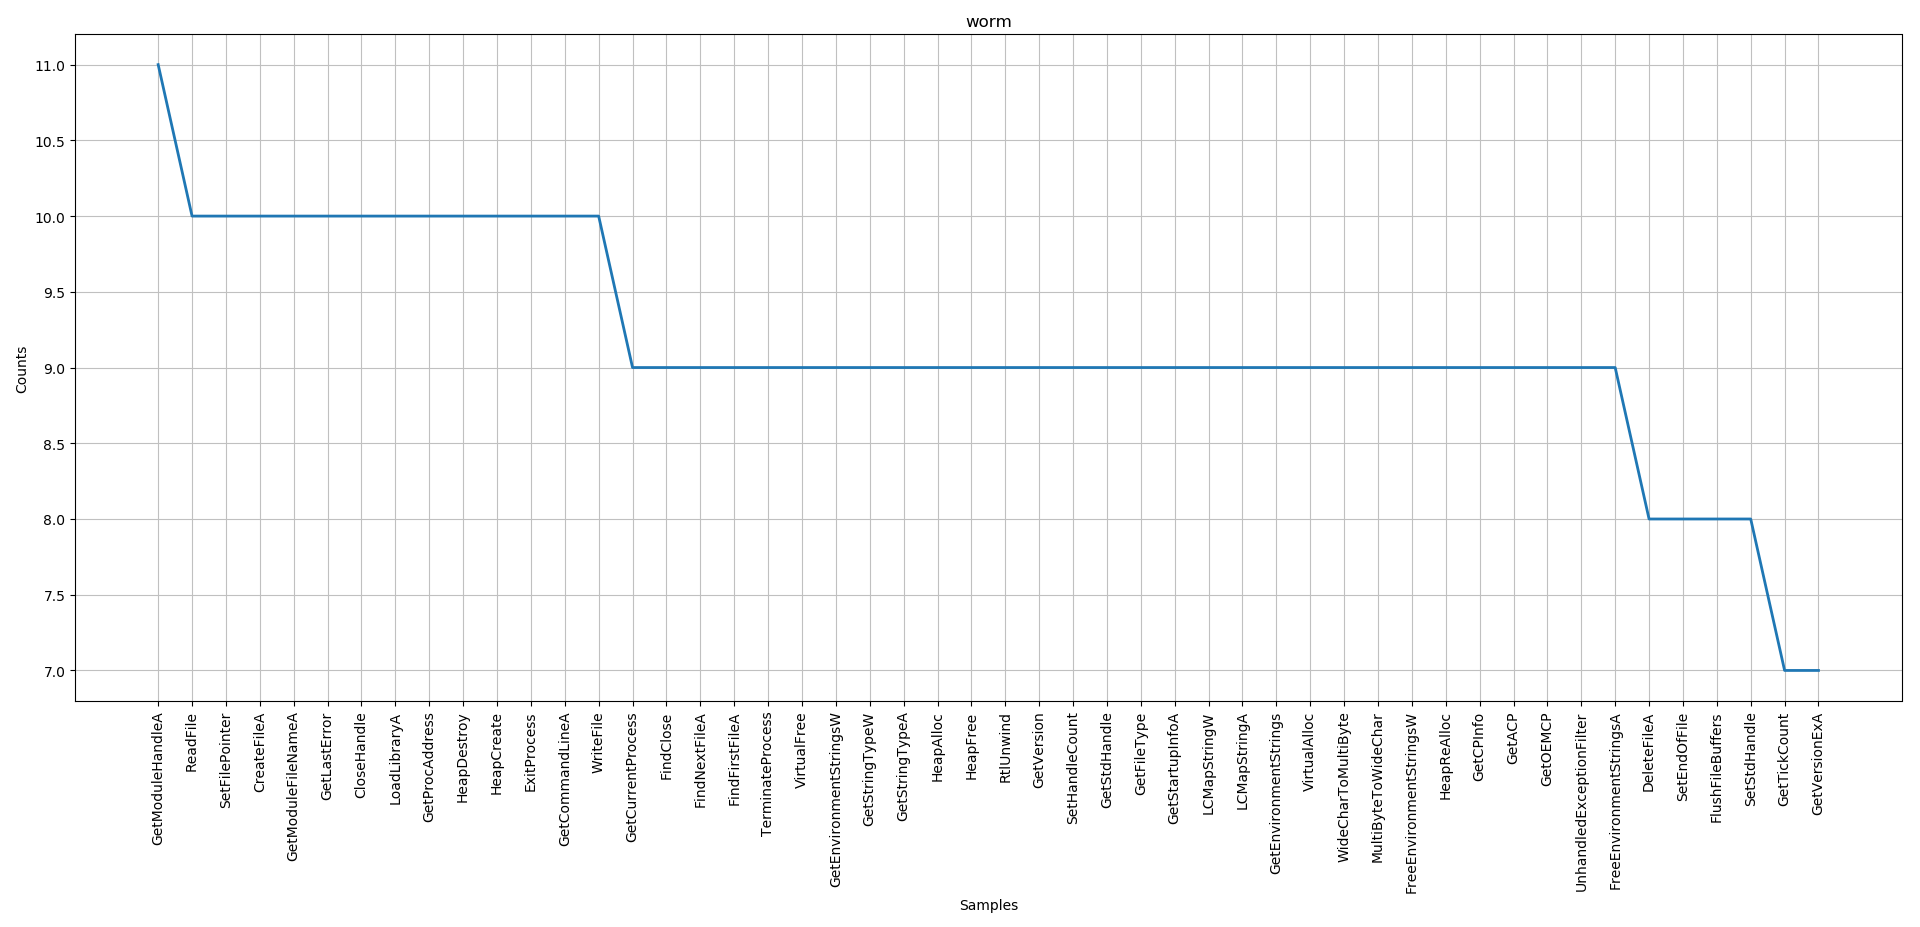 worm
Counts
11.0
10.5
10.0
9.5
9.0
8.5
8.0
7.5
7.0
GetModuleHandleA
ReadFile
SetFilePointer
CreateFileA
GetModuleFileNameA
GetLastError
CloseHandle
LoadLibraryA
GetProcAddress
HeapDestroy
HeapCreate
ExitProcess
GetCommandLineA
WriteFile
GetCurrentProcess
FindClose
FindNextFileA
FindFirstFileA
TerminateProcess
VirtualFree
GetEnvironmentStringsW
GetStringTypeW
GetStringTypeA
HeapAlloc
HeapFree
RtlUnwind
GetVersion
SetHandleCount
GetStdHandle
GetFileType
GetStartupInfoA
LCMapStringW
LCMapStringA
GetEnvironmentStrings
VirtualAlloc
WideCharToMultiByte
MultiByteToWideChar
FreeEnvironmentStringsW
HeapReAlloc
GetCPInfo
GetACP
GetOEMCP
UnhandledExceptionFilter
FreeEnvironmentStringsA
DeleteFileA
SetEndOfFile
FlushFileBuffers
SetStdHandle
GetTickCount
GetVersionExA
Samples